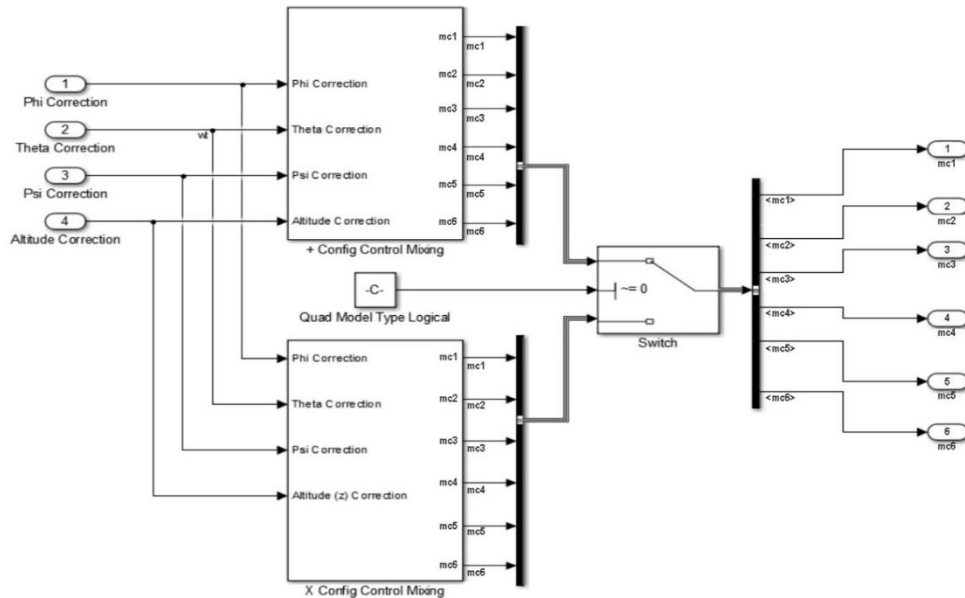 1
Phi Correction
2
Theta Correction
3
Psi Correction
4
Altitude Correction
Phi Correction
Theta Correction
Psi Correction
Altitude Correction
mc1
mc1
mc2
mc2
mc3
mc3
mc4
mc4
mc5
mc5
mc6
mc6
+ Config Control Mixing
-C-
Quad Model Type Logical
~= 0
Switch
Phi Correction
Theta Correction
Psi Correction
Altitude (z) Correction
mc1
mc1
mc2
mc2
mc3
mc3
mc4
mc4
mc5
mc5
mc6
mc6
X Config Control Mixing
<mc1>
<mc2>
<mc3>
<mc4>
<mc5>
<mc6>
1
mc1
2
mc2
3
mc3
4
mc4
5
mc5
6
mc6